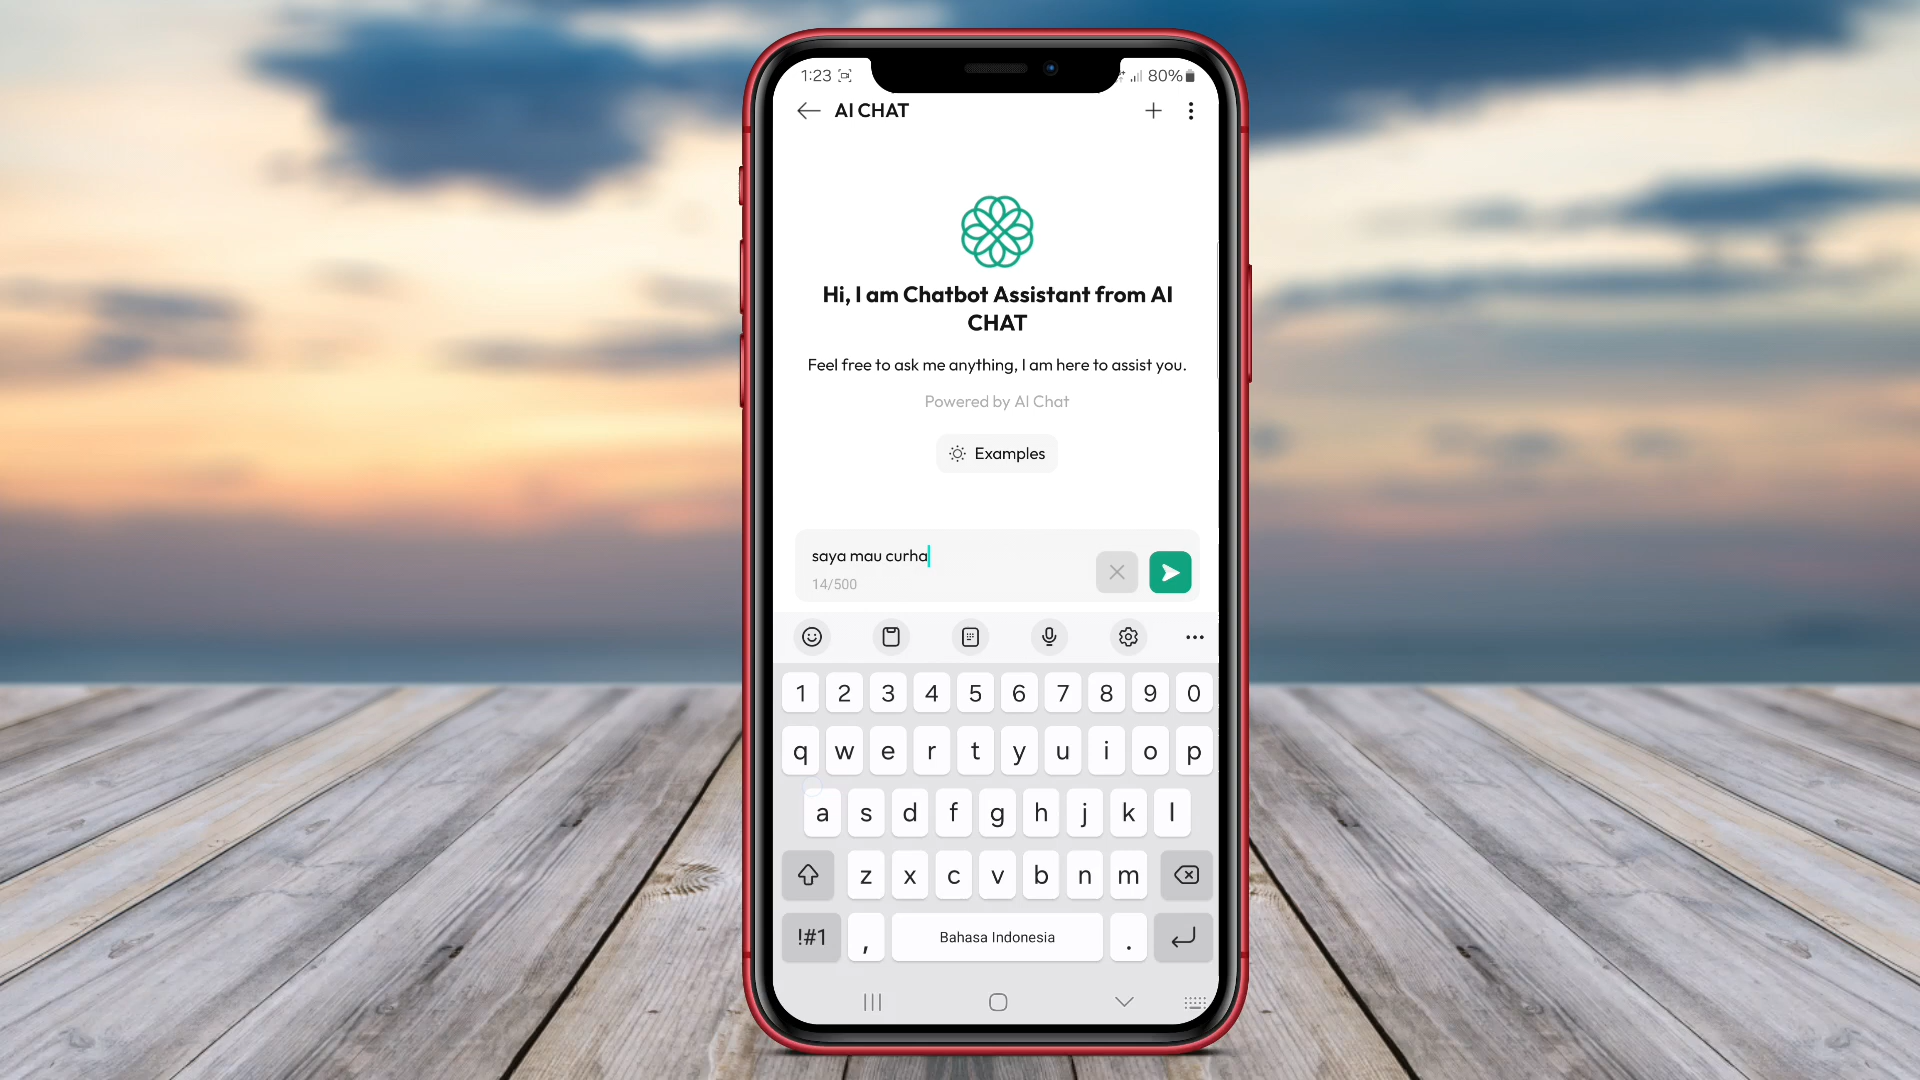 1:23
80%
AI CHAT
Hi, I am Chatbot Assistant from AI
CHAT
Feel free to ask me anything, I am here to assist you.
Powered by AI Chat
Examples
saya mau curha
14/500
1 2 3 4 5 6 7 8 9 0
q w e r t y u i o p
a s d f g h j k l
z x c v b n m
!#1 , Bahasa Indonesia .